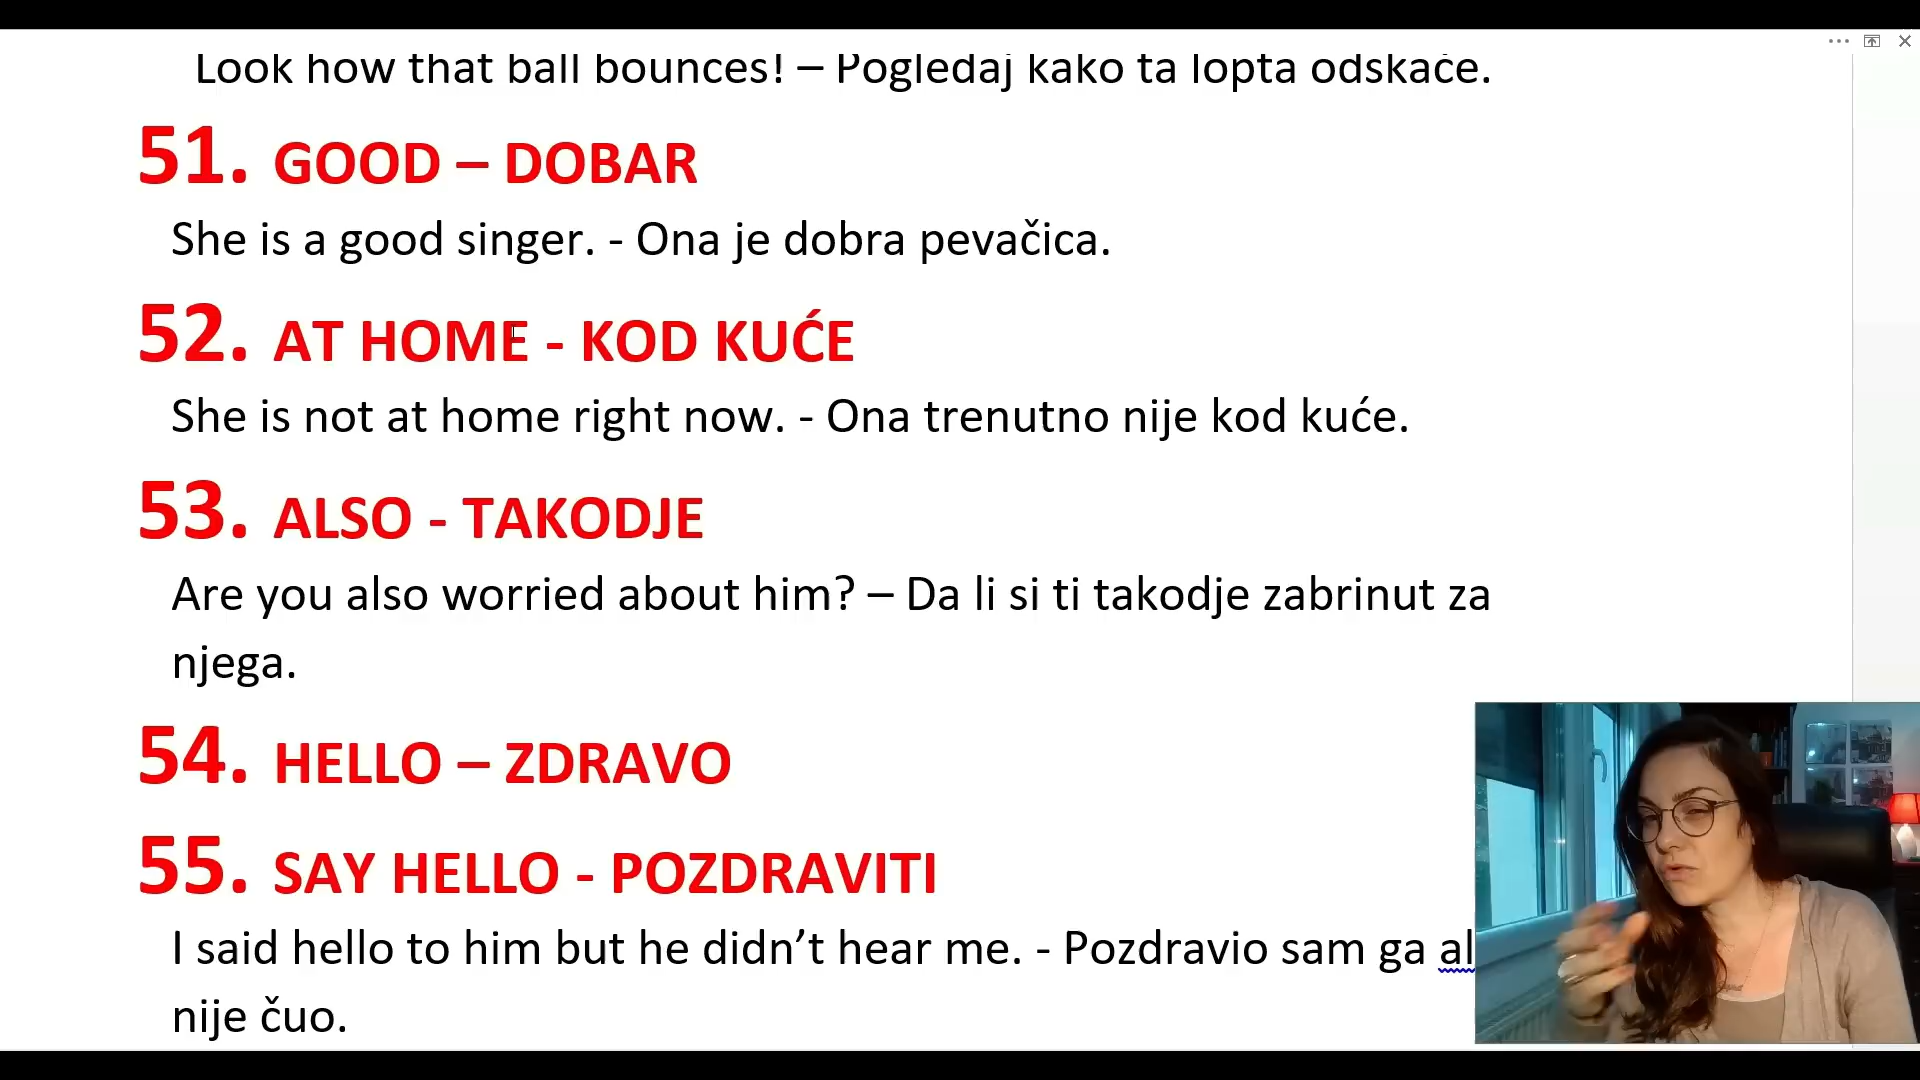 Look how that ball bounces! – Pogledaj kako ta lopta odskače.
51. GOOD – DOBAR
She is a good singer. - Ona je dobra pevačica.
52. AT HOME - KOD KUĆE
She is not at home right now. - Ona trenutno nije kod kuće.
53. ALSO - TAKODJE
Are you also worried about him? – Da li si ti takodje zabrinut za
njega.
54. HELLO – ZDRAVO
55. SAY HELLO - POZDRAVITI
I said hello to him but he didn’t hear me. - Pozdravio sam ga
nije čuo.